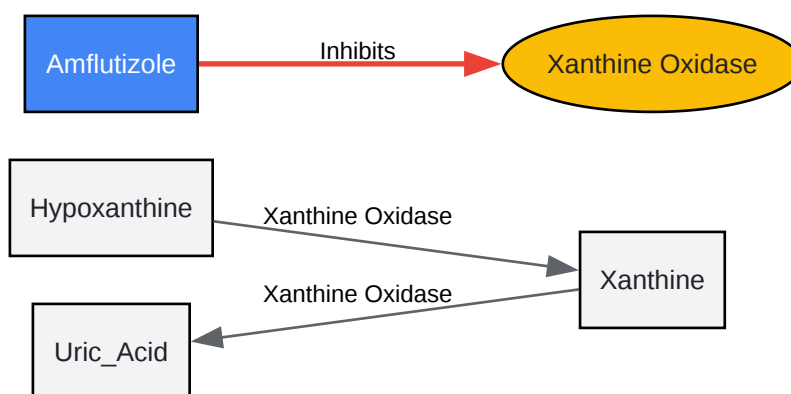 Amflutizole
Inhibits
Xanthine Oxidase
Hypoxanthine
Xanthine Oxidase
Xanthine
Xanthine Oxidase
Uric_Acid